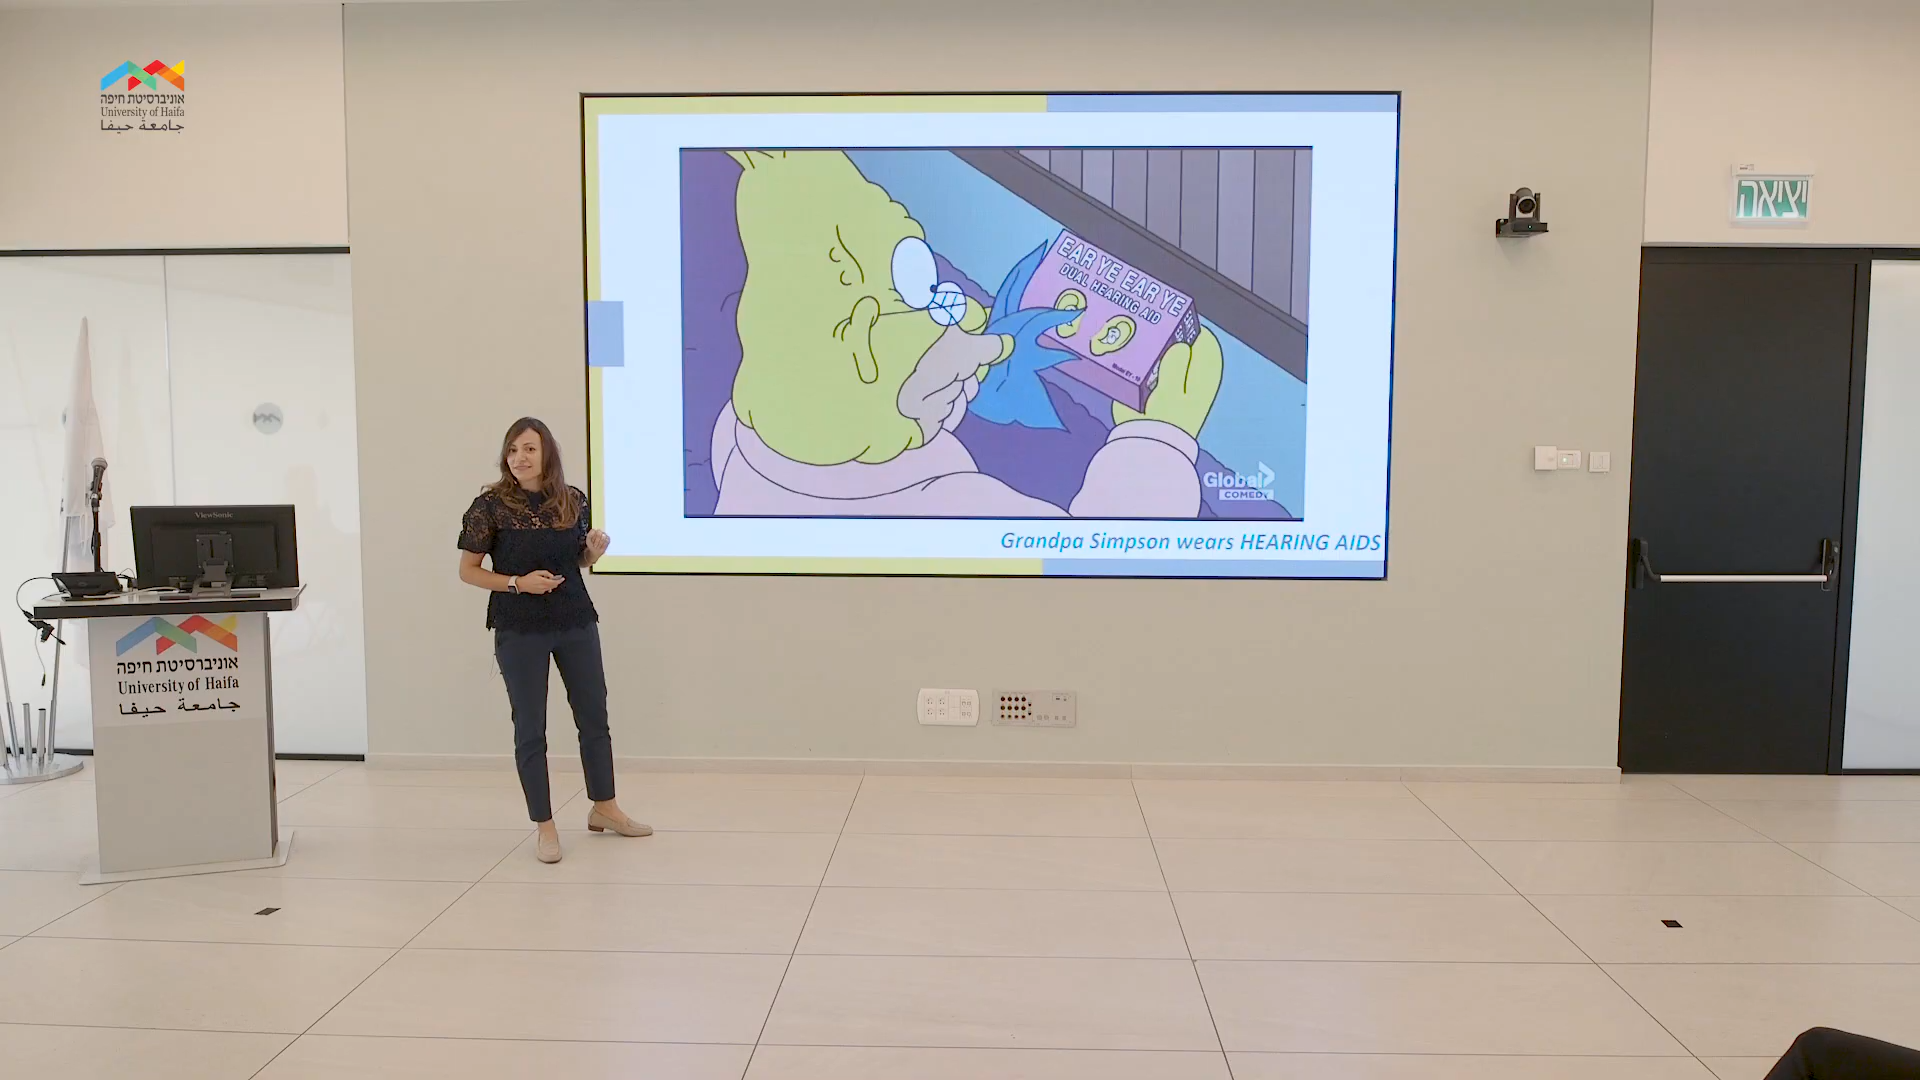 אוניברסיטת חיפה
University of Haifa
جامعة حيفا
EAR YE EAR YE
DUAL HEARING AID
Global
COMEDY
Grandpa Simpson wears HEARING AIDS
יציאה
ViewSonic
אוניברסיטת חיפה
University of Haifa
جامعة حيفا